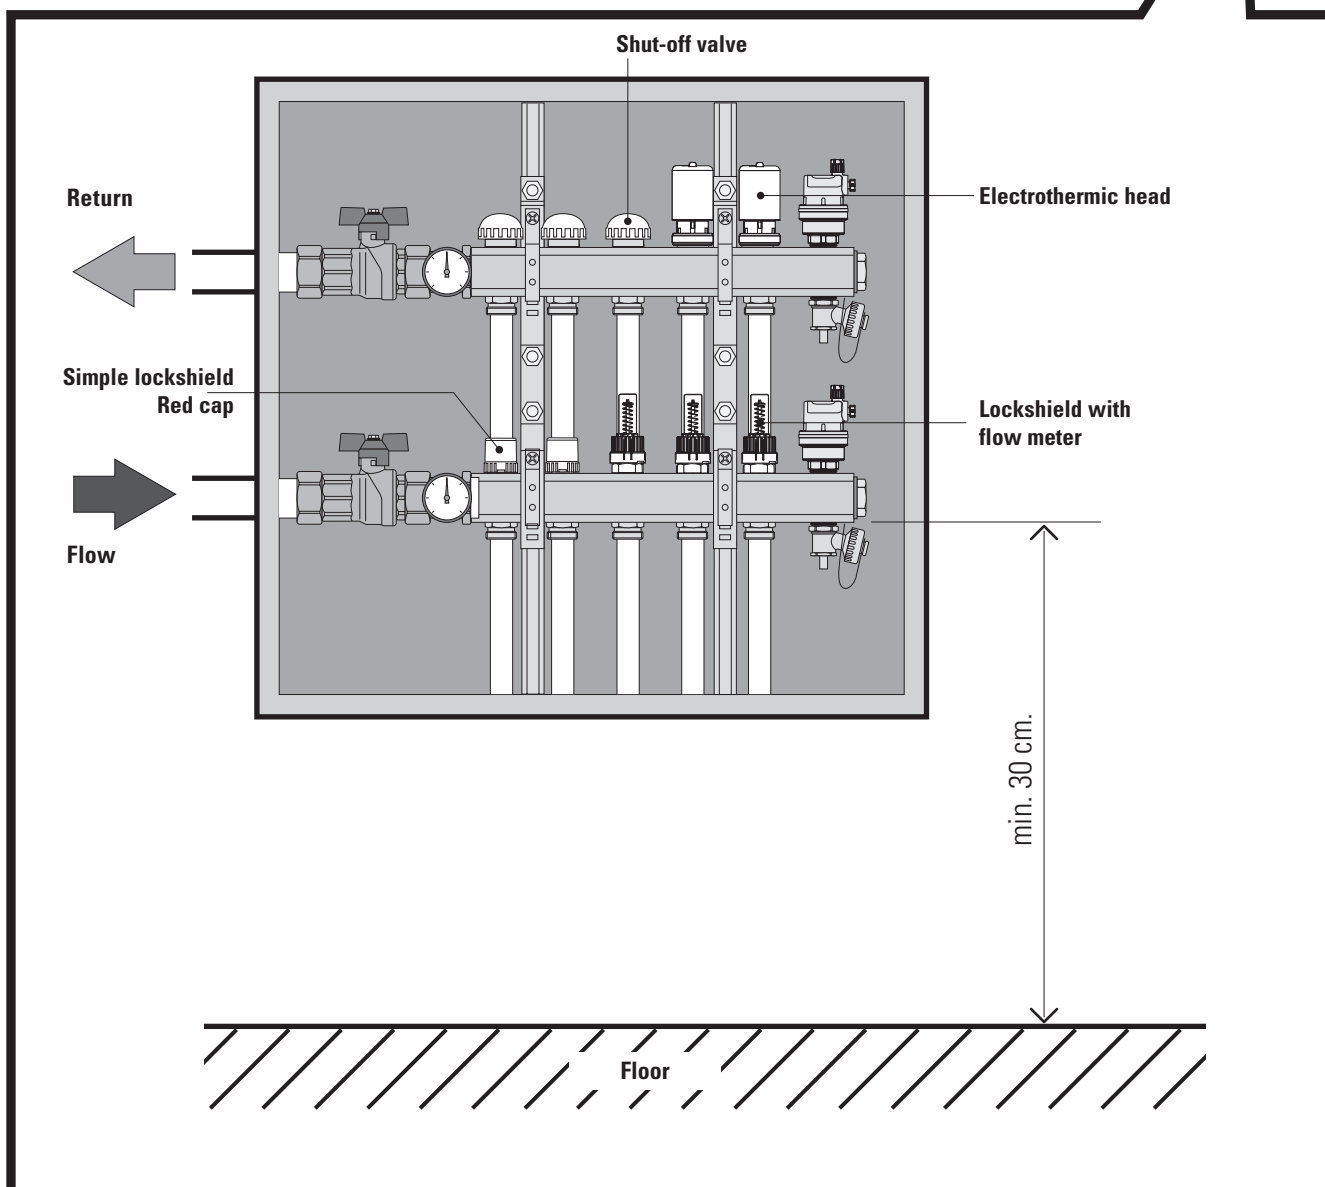 Shut-off valve
Return
Electrothermic head
Simple lockshield
Red cap
Lockshield with
flow meter
Flow
min. 30 cm.
Floor